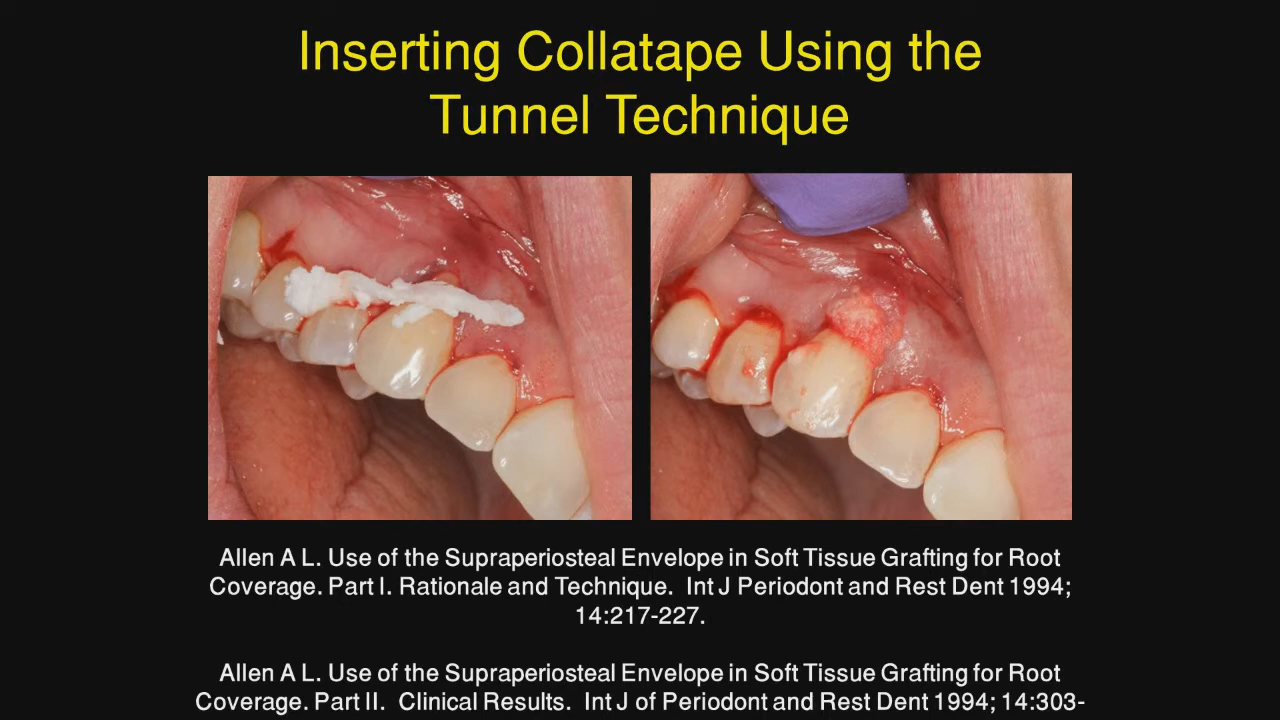 Inserting Collatape Using the
Tunnel Technique
Allen A L. Use of the Supraperiosteal Envelope in Soft Tissue Grafting for Root
Coverage. Part I. Rationale and Technique. Int J Periodont and Rest Dent 1994;
14:217-227.
Allen A L. Use of the Supraperiosteal Envelope in Soft Tissue Grafting for Root
Coverage. Part II. Clinical Results. Int J of Periodont and Rest Dent 1994; 14:303-